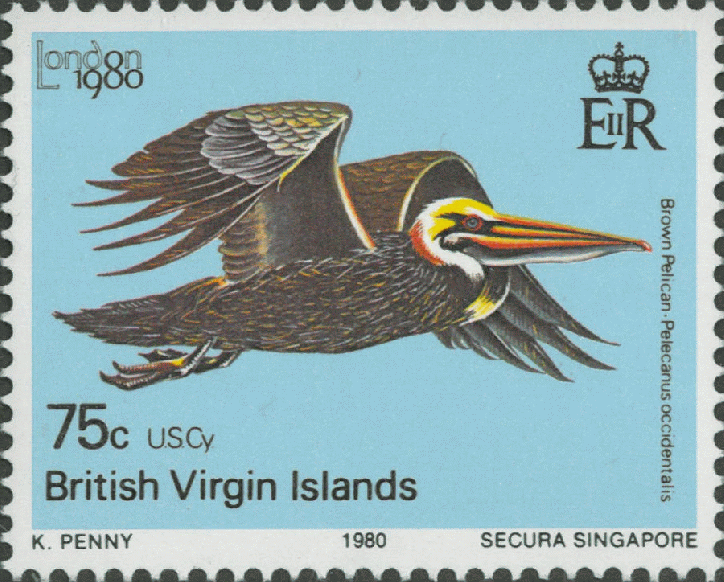 London
1980
EIIR
Brown Pelican·Pelecanus occidentalis
75c U.S.Cy
British Virgin Islands
K. PENNY 1980 SECURA SINGAPORE